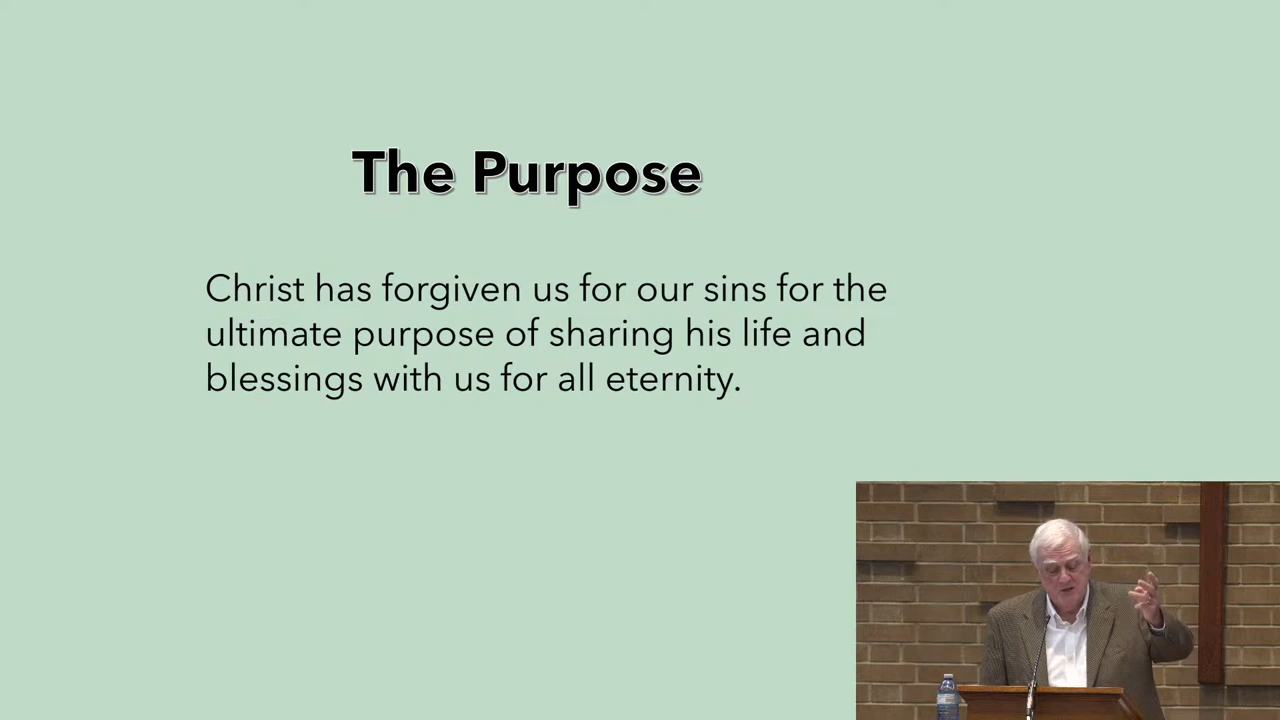 The Purpose
Christ has forgiven us for our sins for the
ultimate purpose of sharing his life and
blessings with us for all eternity.